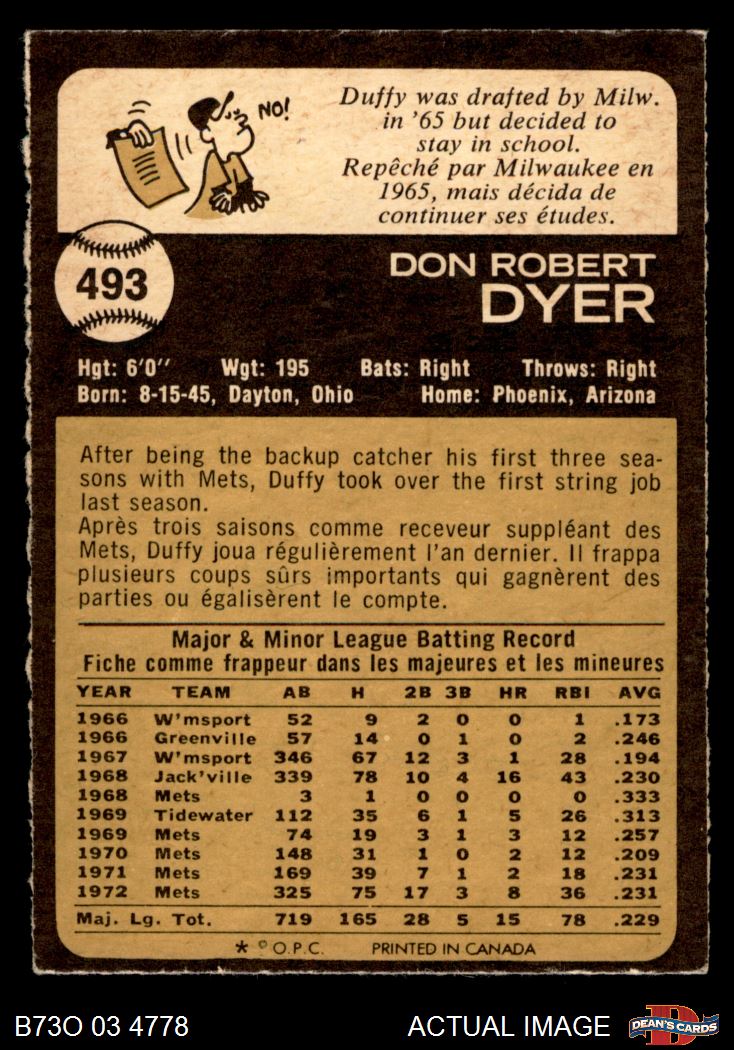 NO!
Duffy was drafted by Milw.
in '65 but decided to
stay in school.
Repêché par Milwaukee en
1965, mais décida de
continuer ses études.
493
DON ROBERT
DYER
Hgt: 6'0" Wgt: 195 Bats: Right Throws: Right
Born: 8-15-45, Dayton, Ohio Home: Phoenix, Arizona
After being the backup catcher his first three sea-
sons with Mets, Duffy took over the first string job
last season.
Après trois saisons comme receveur suppléant des
Mets, Duffy joua régulièrement l'an dernier. Il frappa
plusieurs coups sûrs importants qui gagnèrent des
parties ou égalisèrent le compte.
Major & Minor League Batting Record
Fiche comme frappeur dans les majeures et les mineures
YEAR TEAM AB H 2B 3B HR RBI AVG
1966 W'msport 52 9 2 0 0 1 .173
1966 Greenville 57 14 0 1 0 2 .246
1967 W'msport 346 67 12 3 1 28 .194
1968 Jack'ville 339 78 10 4 16 43 .230
1968 Mets 3 1 0 0 0 0 .333
1969 Tidewater 112 35 6 1 5 26 .313
1969 Mets 74 19 3 1 3 12 .257
1970 Mets 148 31 1 0 2 12 .209
1971 Mets 169 39 7 1 2 18 .231
1972 Mets 325 75 17 3 8 36 .231
Maj. Lg. Tot. 719 165 28 5 15 78 .229
* © O.P.C. PRINTED IN CANADA
B73O 03 4778 ACTUAL IMAGE D DEAN'S CARDS